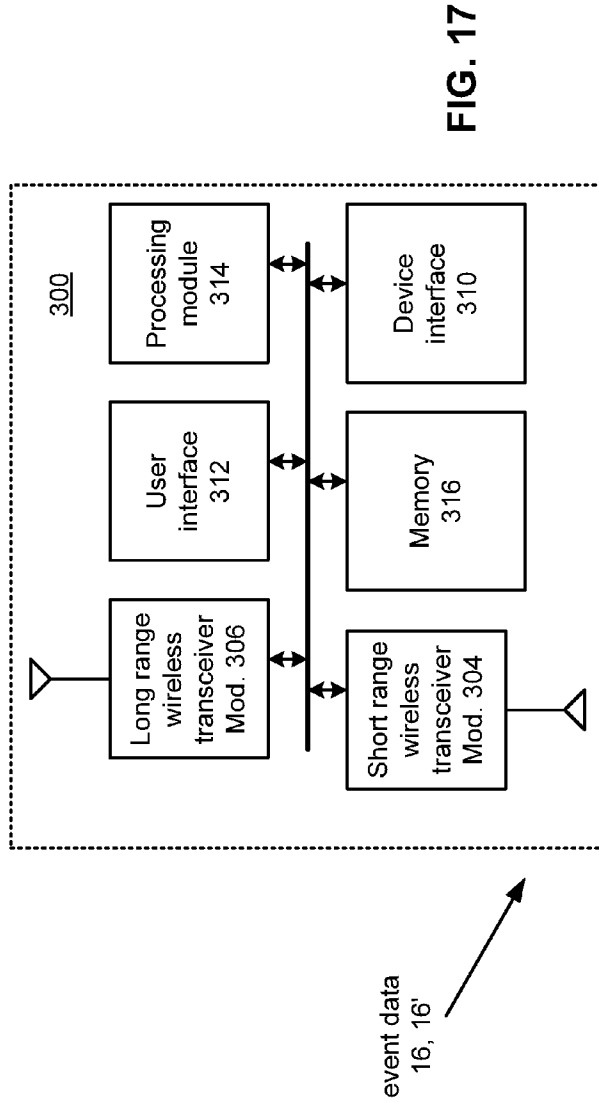 300
Long range
wireless
transceiver
Mod. 306
User
interface
312
Processing
module
314
Short range
wireless
transceiver
Mod. 304
Memory
316
Device
interface
310
event data
16, 16'
FIG. 17